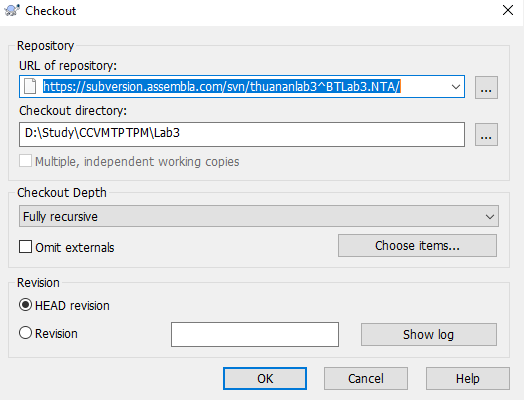 Checkout
Repository
URL of repository:
https://subversion.assembla.com/svn/thuananlab3^BTLab3.NTA/
...
Checkout directory:
D:\Study\CCVMTPTPM\Lab3
...
Multiple, independent working copies
Checkout Depth
Fully recursive
Omit externals
Choose items...
Revision
HEAD revision
Revision
Show log
OK
Cancel
Help